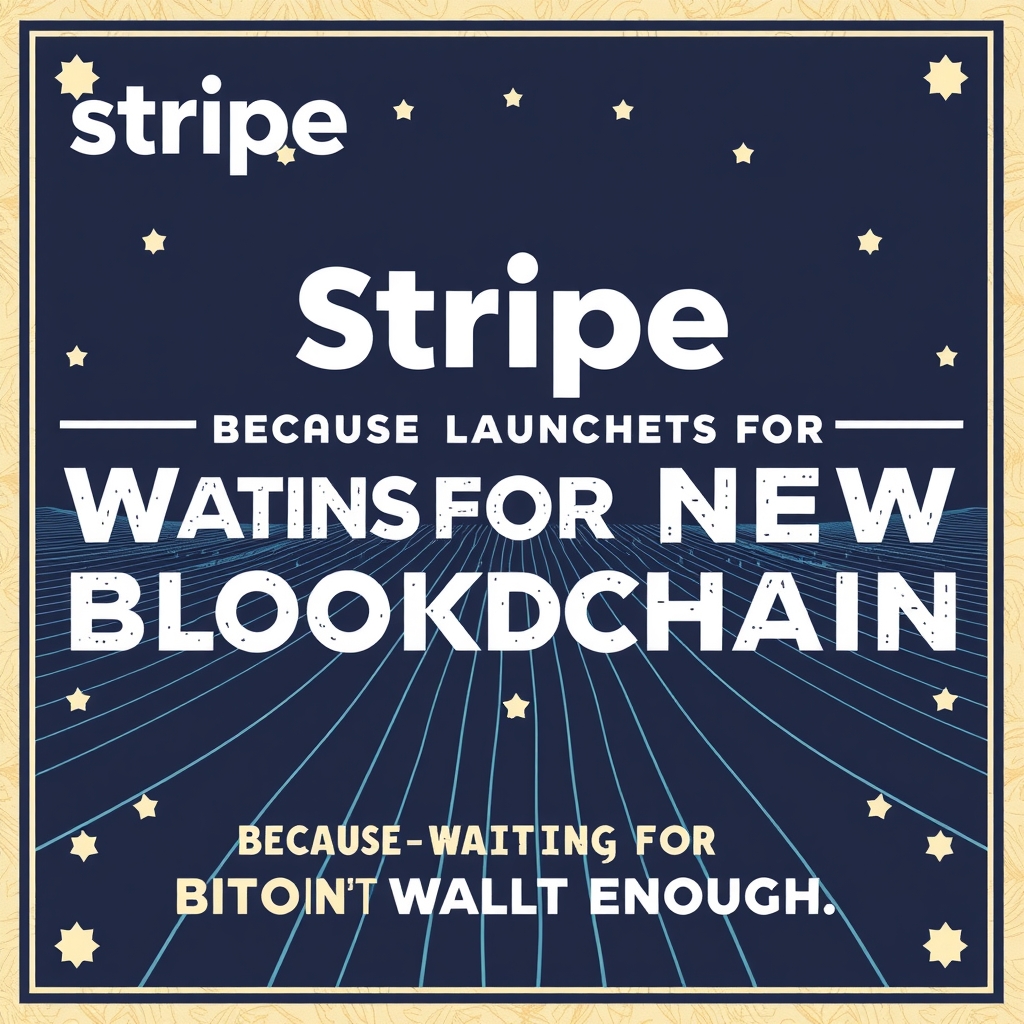 stripe
Stripe
BECAUSE LAUNCHETS FOR
WATINS FOR NEW
BLOOKDCHAIN
BECAUSE-WAITING FOR
BITOIN'T WALLT ENOUGH.